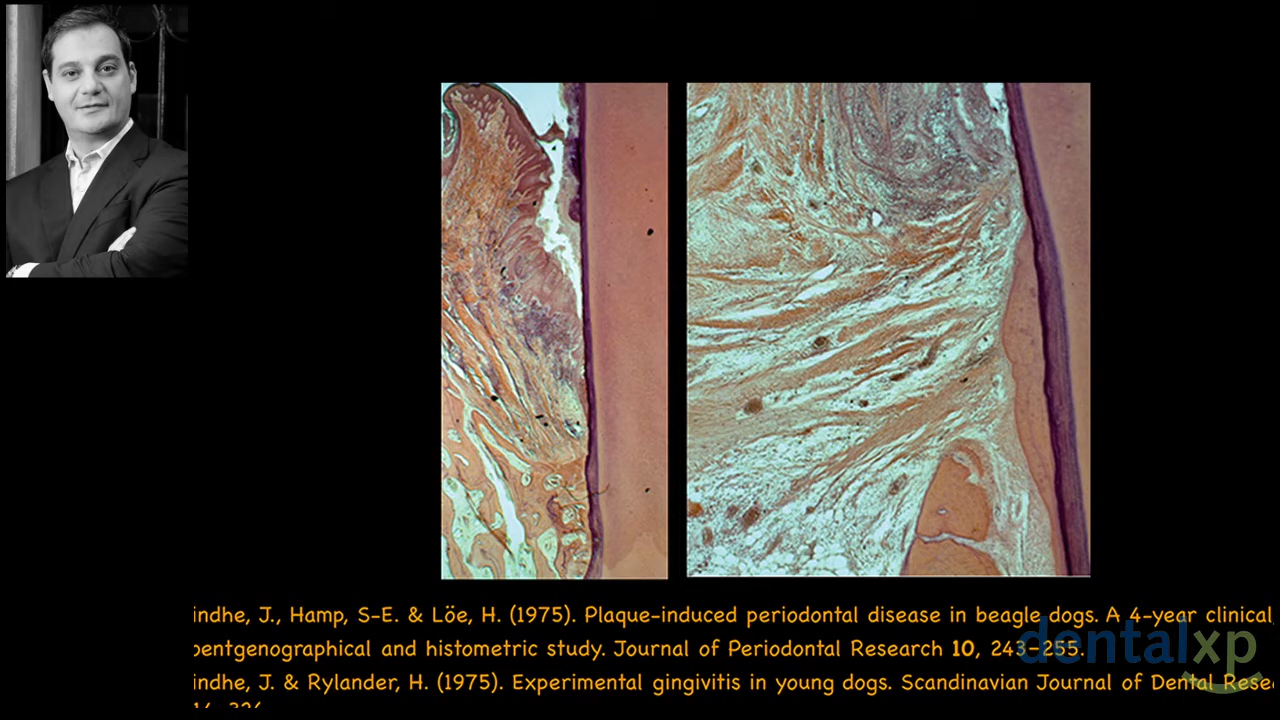 indhe, J., Hamp, S-E. & Löe, H. (1975). Plaque-induced periodontal disease in beagle dogs. A 4-year clinical,
oentgenographical and histometric study. Journal of Periodontal Research 10, 243-255.
indhe, J. & Rylander, H. (1975). Experimental gingivitis in young dogs. Scandinavian Journal of Dental Resea
dentalxp